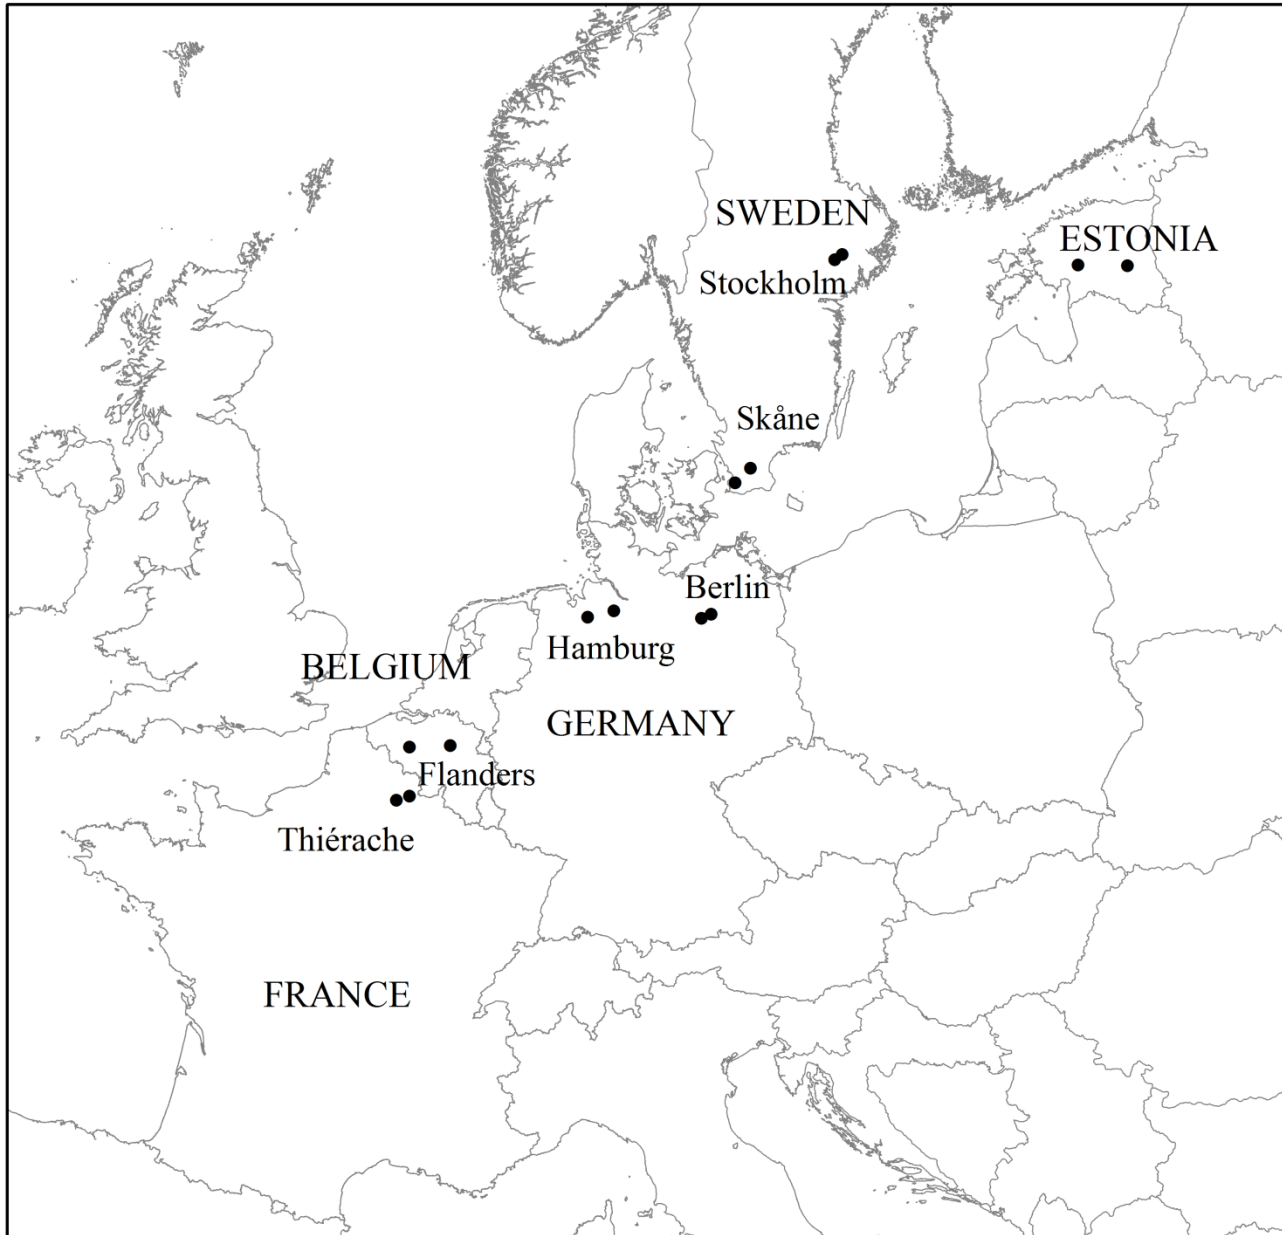 SWEDEN
ESTONIA
Stockholm
Skåne
Berlin
Hamburg
BELGIUM
GERMANY
Flanders
Thiérache
FRANCE